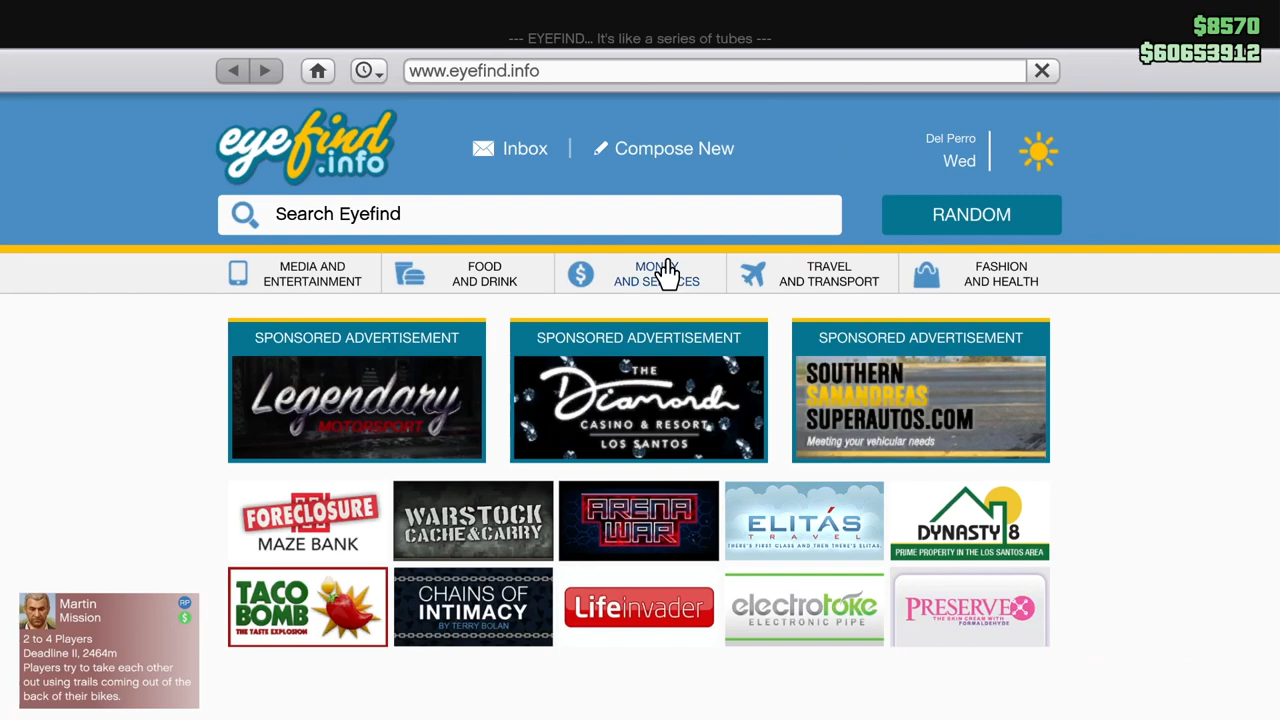 $8570
--- EYEFIND... It's like a series of tubes ---
$60653912
www.eyefind.info
eyefind
.info
Inbox
Compose New
Del Perro
Wed
Search Eyefind
RANDOM
MEDIA AND
ENTERTAINMENT
FOOD
AND DRINK
MONEY
AND SERVICES
TRAVEL
AND TRANSPORT
FASHION
AND HEALTH
SPONSORED ADVERTISEMENT
Legendary
MOTORSPORT
SPONSORED ADVERTISEMENT
THE
Diamond
CASINO & RESORT
LOS SANTOS
SPONSORED ADVERTISEMENT
SOUTHERN
SANANDREAS
SUPERAUTOS.COM
Meeting your vehicular needs
FORECLOSURE
MAZE BANK
WARSTOCK
CACHE&CARRY
ARENA
WAR
ELITÁS
TRAVEL
THERE'S FIRST CLASS AND THEN THERE'S ELITAS.
DYNASTY 8
PRIME PROPERTY IN THE LOS SANTOS AREA
TACO
BOMB
THE TASTE EXPLOSION
CHAINS OF
INTIMACY
BY TERRY BOLAN
Lifeinvader
electrotoke
ELECTRONIC PIPE
PRESERVEX
THE SKIN CREAM WITH
FORMALDEHYDE
Martin
Mission
RP
$
2 to 4 Players
Deadline II, 2464m
Players try to take each other
out using trails coming out of the
back of their bikes.